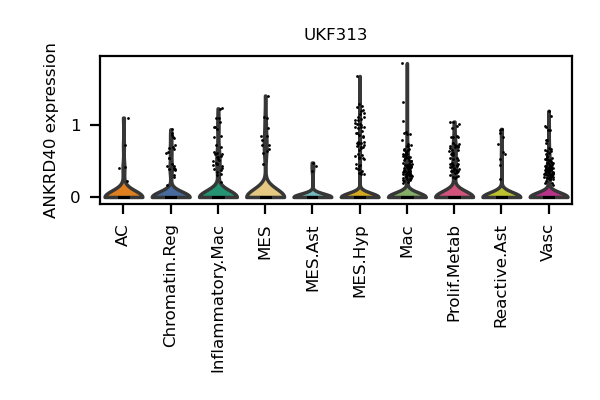 UKF313
ANKRD40 expression
1
0
AC
Chromatin.Reg
Inflammatory.Mac
MES
MES.Ast
MES.Hyp
Mac
Prolif.Metab
Reactive.Ast
Vasc